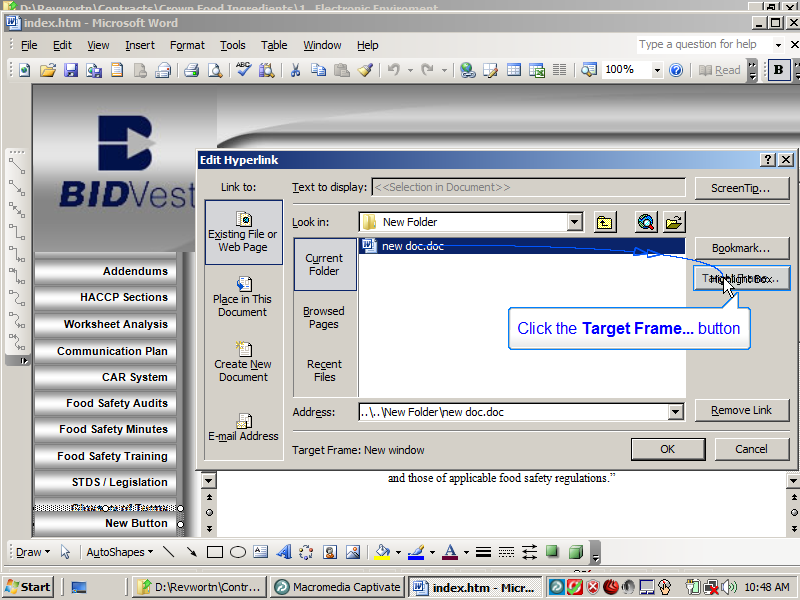 D:\Revwortn\Contracts\Crown Food Ingredients\1. Electronic Enviroment
index.htm - Microsoft Word
File Edit View Insert Format Tools Table Window Help
Type a question for help
100%
Read
B
BIDVest
Addendums
HACCP Sections
Worksheet Analysis
Communication Plan
CAR System
Food Safety Audits
Food Safety Minutes
Food Safety Training
STDS / Legislation
New Button
Edit Hyperlink
Link to:
Text to display: <<Selection in Document>>
ScreenTip...
Existing File or
Web Page
Look in: New Folder
Current
Folder
new doc.doc
Bookmark...
Highlight Box
Place in This
Document
Browsed
Pages
Click the Target Frame... button
Create New
Document
Recent
Files
E-mail Address
Address: ..\..\New Folder\new doc.doc
Remove Link
Target Frame: New window
OK
Cancel
and those of applicable food safety regulations.”
Draw AutoShapes
Start
D:\Revwortn\Contr...
Macromedia Captivate
index.htm - Micr...
10:48 AM